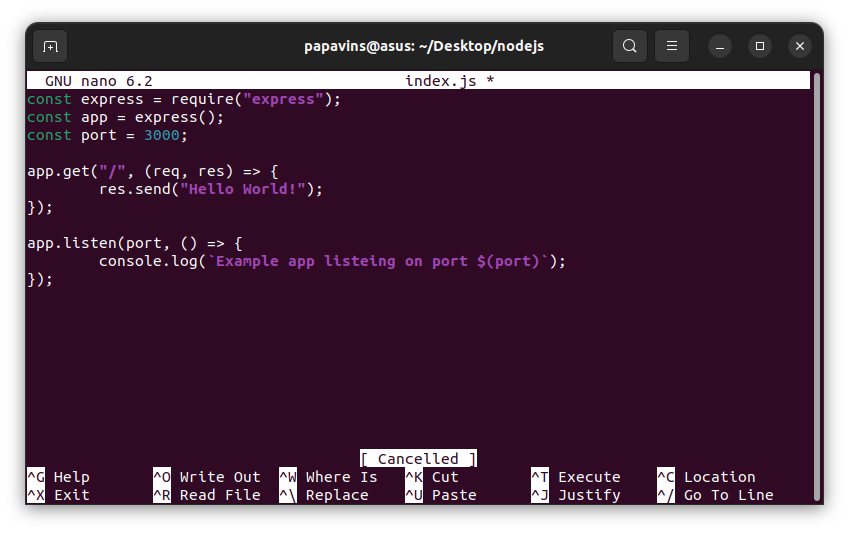 papavins@asus: ~/Desktop/nodejs
GNU nano 6.2 index.js *
const express = require("express");
const app = express();
const port = 3000;
app.get("/", (req, res) => {
        res.send("Hello World!");
});
app.listen(port, () => {
        console.log(`Example app listeing on port $(port)`);
});
[ Cancelled ]
^G Help ^O Write Out ^W Where Is ^K Cut ^T Execute ^C Location
^X Exit ^R Read File ^\ Replace ^U Paste ^J Justify ^/ Go To Line